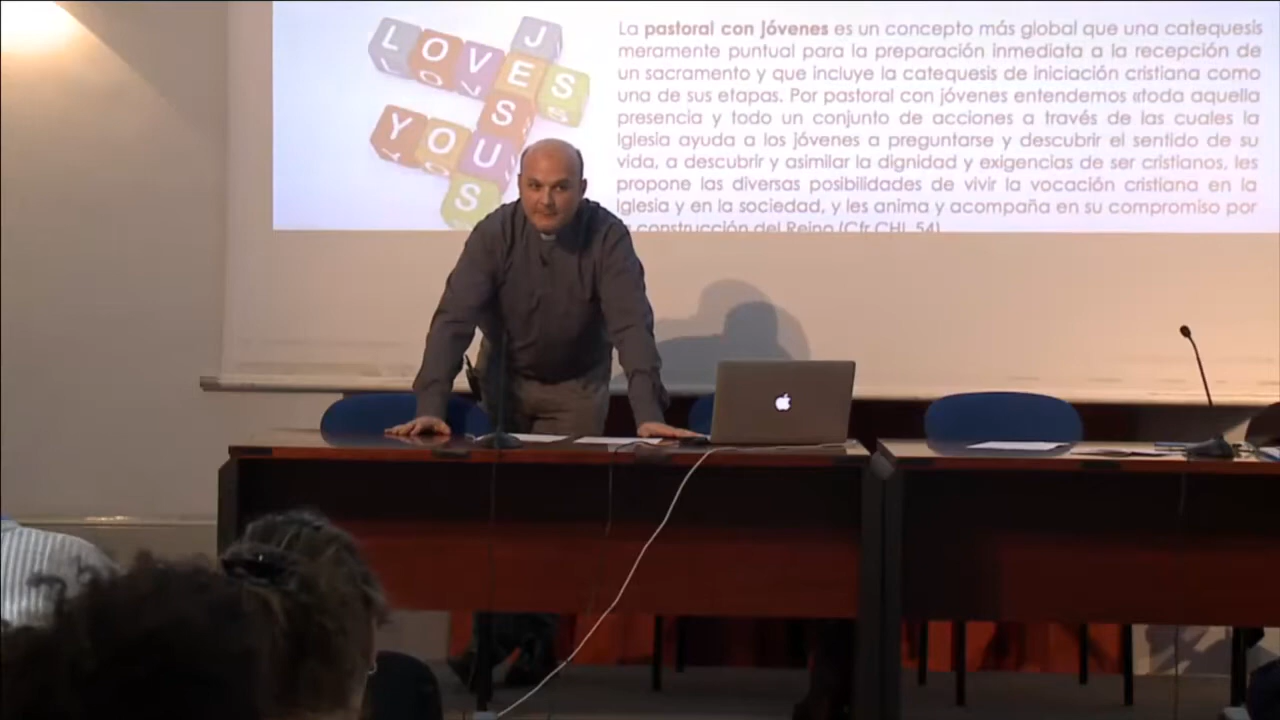 LOVES
JESUS
YOU
La pastoral con jóvenes es un concepto más global que una catequesis
meramente puntual para la preparación inmediata a la recepción de
un sacramento y que incluye la catequesis de iniciación cristiana como
una de sus etapas. Por pastoral con jóvenes entendemos «toda aquella
presencia y todo un conjunto de acciones a través de las cuales la
Iglesia ayuda a los jóvenes a preguntarse y descubrir el sentido de su
vida, a descubrir y asimilar la dignidad y exigencias de ser cristianos, les
propone las diversas posibilidades de vivir la vocación cristiana en la
Iglesia y en la sociedad, y les anima y acompaña en su compromiso por
construcción del Reino (Cfr CHL 54)